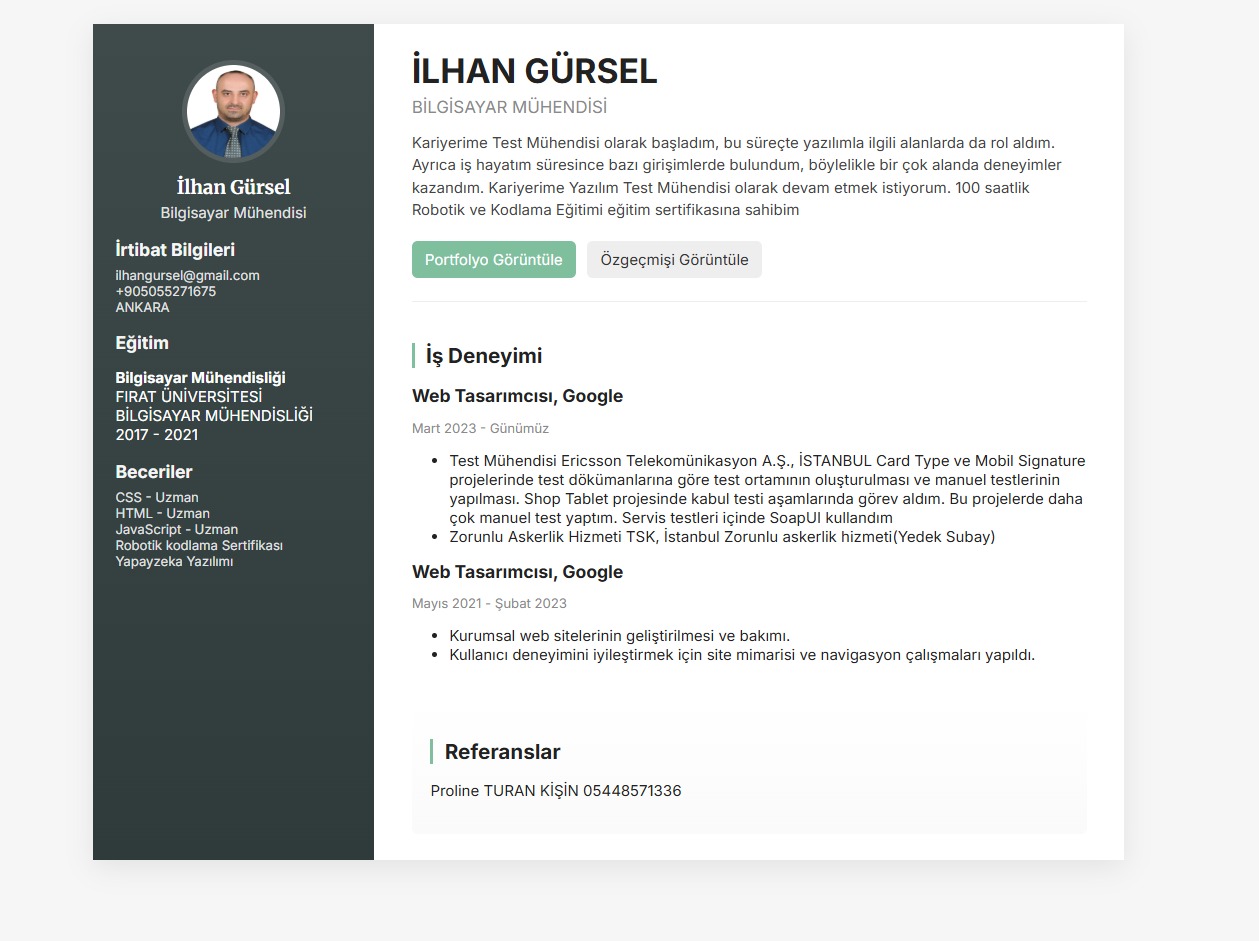 İlhan Gürsel
Bilgisayar Mühendisi
İrtibat Bilgileri
ilhangursel@gmail.com
+905055271675
ANKARA
Eğitim
Bilgisayar Mühendisliği
FIRAT ÜNİVERSİTESİ
BİLGİSAYAR MÜHENDİSLİĞİ
2017 - 2021
Beceriler
CSS - Uzman
HTML - Uzman
JavaScript - Uzman
Robotik kodlama Sertifikası
Yapayzeka Yazılımı
İLHAN GÜRSEL
BİLGİSAYAR MÜHENDİSİ
Kariyerime Test Mühendisi olarak başladım, bu süreçte yazılımla ilgili alanlarda da rol aldım.
Ayrıca iş hayatım süresince bazı girişimlerde bulundum, böylelikle bir çok alanda deneyimler
kazandım. Kariyerime Yazılım Test Mühendisi olarak devam etmek istiyorum. 100 saatlik
Robotik ve Kodlama Eğitimi eğitim sertifikasına sahibim
Portfolyo Görüntüle
Özgeçmişi Görüntüle
İş Deneyimi
Web Tasarımcısı, Google
Mart 2023 - Günümüz
• Test Mühendisi Ericsson Telekomünikasyon A.Ş., İSTANBUL Card Type ve Mobil Signature
projelerinde test dökümanlarına göre test ortamının oluşturulması ve manuel testlerinin
yapılması. Shop Tablet projesinde kabul testi aşamlarında görev aldım. Bu projelerde daha
çok manuel test yaptım. Servis testleri içinde SoapUI kullandım
• Zorunlu Askerlik Hizmeti TSK, İstanbul Zorunlu askerlik hizmeti(Yedek Subay)
Web Tasarımcısı, Google
Mayıs 2021 - Şubat 2023
• Kurumsal web sitelerinin geliştirilmesi ve bakımı.
• Kullanıcı deneyimini iyileştirmek için site mimarisi ve navigasyon çalışmaları yapıldı.
Referanslar
Proline TURAN KİŞİN 05448571336